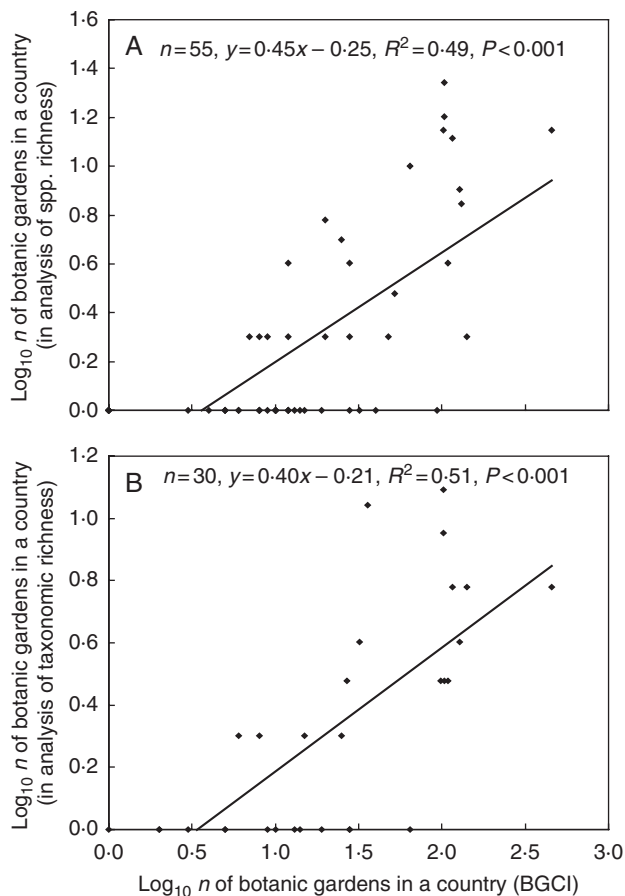 A n=55, y=0·45x–0·25, R²=0·49, P<0·001
Log₁₀ n of botanic gardens in a country
(in analysis of spp. richness)
1·6
1·4
1·2
1·0
0·8
0·6
0·4
0·2
0·0
B n=30, y=0·40x–0·21, R²=0·51, P<0·001
Log₁₀ n of botanic gardens in a country
(in analysis of taxonomic richness)
1·2
1·0
0·8
0·6
0·4
0·2
0·0
0·0 0·5 1·0 1·5 2·0 2·5 3·0
Log₁₀ n of botanic gardens in a country (BGCI)